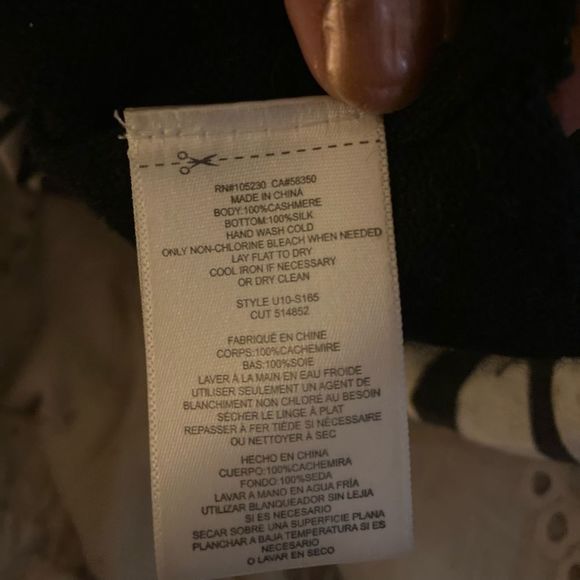 RN#105230 CA#58350
MADE IN CHINA
BODY:100%CASHMERE
BOTTOM:100%SILK
HAND WASH COLD
ONLY NON-CHLORINE BLEACH WHEN NEEDED
LAY FLAT TO DRY
COOL IRON IF NECESSARY
OR DRY CLEAN
STYLE U10-S165
CUT 514852
FABRIQUÉ EN CHINE
CORPS:100%CACHEMIRE
BAS:100%SOIE
LAVER À LA MAIN EN EAU FROIDE
UTILISER SEULEMENT UN AGENT DE
BLANCHIMENT NON CHLORÉ AU BESOIN
SÉCHER LE LINGE À PLAT
REPASSER À FER TIÈDE SI NÉCESSAIRE
OU NETTOYER À SEC
HECHO EN CHINA
CUERPO:100%CACHEMIRA
FONDO:100%SEDA
LAVAR A MANO EN AGUA FRÍA
UTILIZAR BLANQUEADOR SIN LEJIA
SI ES NECESARIO
SECAR SOBRE UNA SUPERFICIE PLANA
PLANCHAR A BAJA TEMPERATURA SI ES
NECESARIO
O LAVAR EN SECO